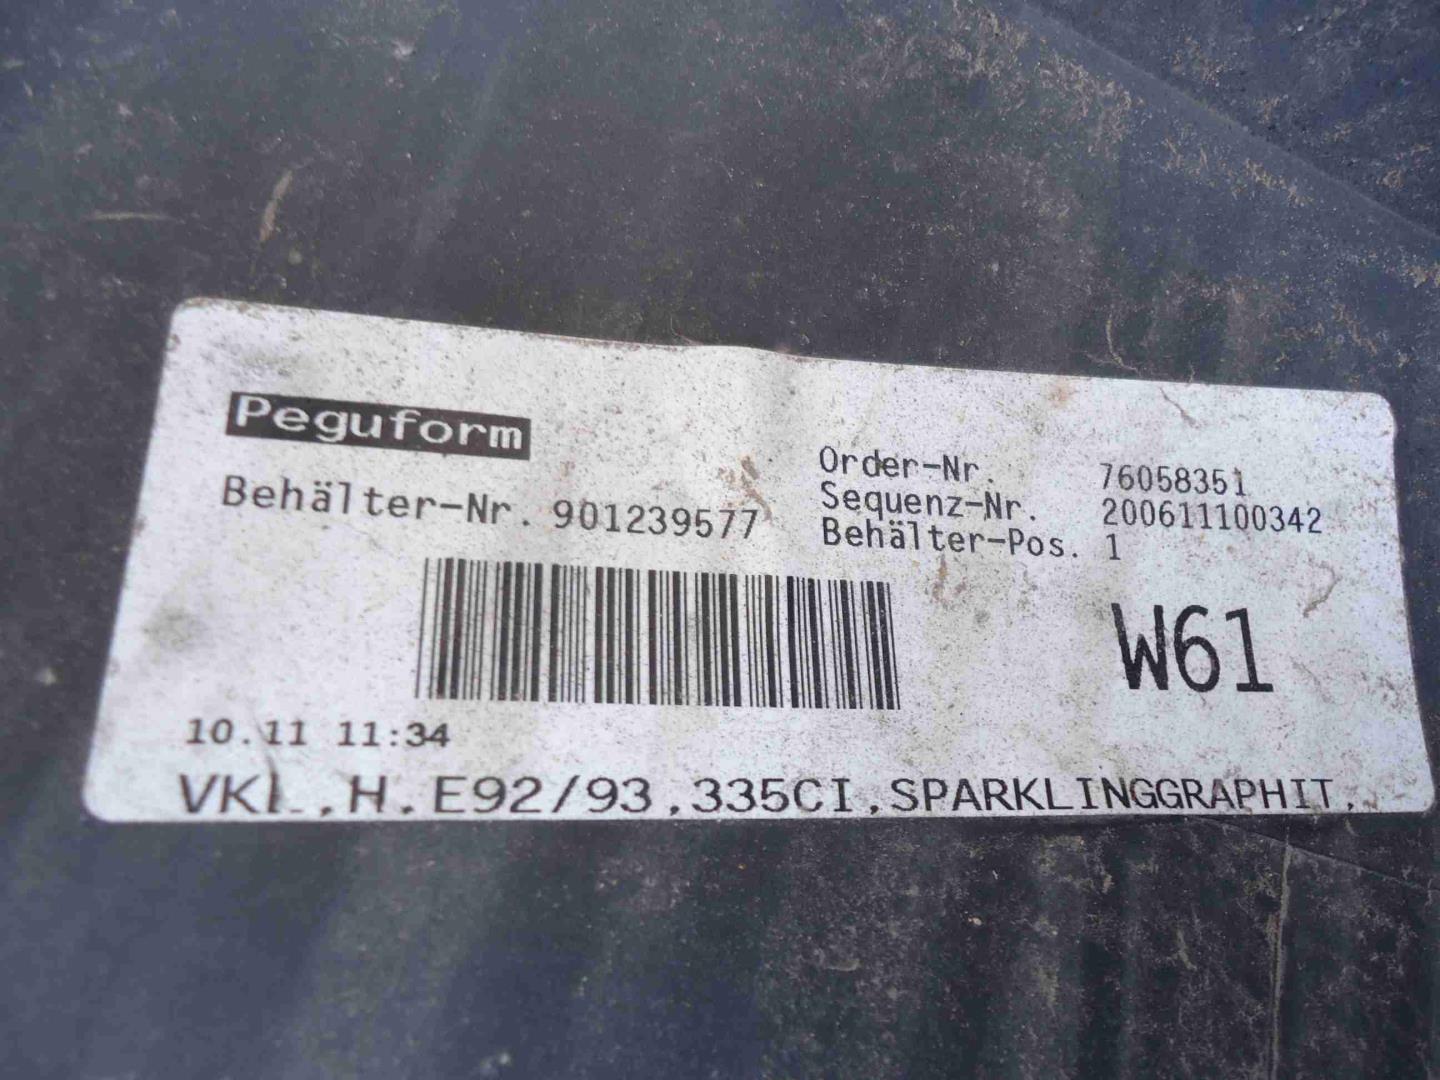 Peguform
Behälter-Nr. 901239577
Order-Nr. 76058351
Sequenz-Nr. 200611100342
Behälter-Pos. 1
W61
10.11 11:34
VKL.,H.E92/93,335CI,SPARKLINGGRAPHIT,